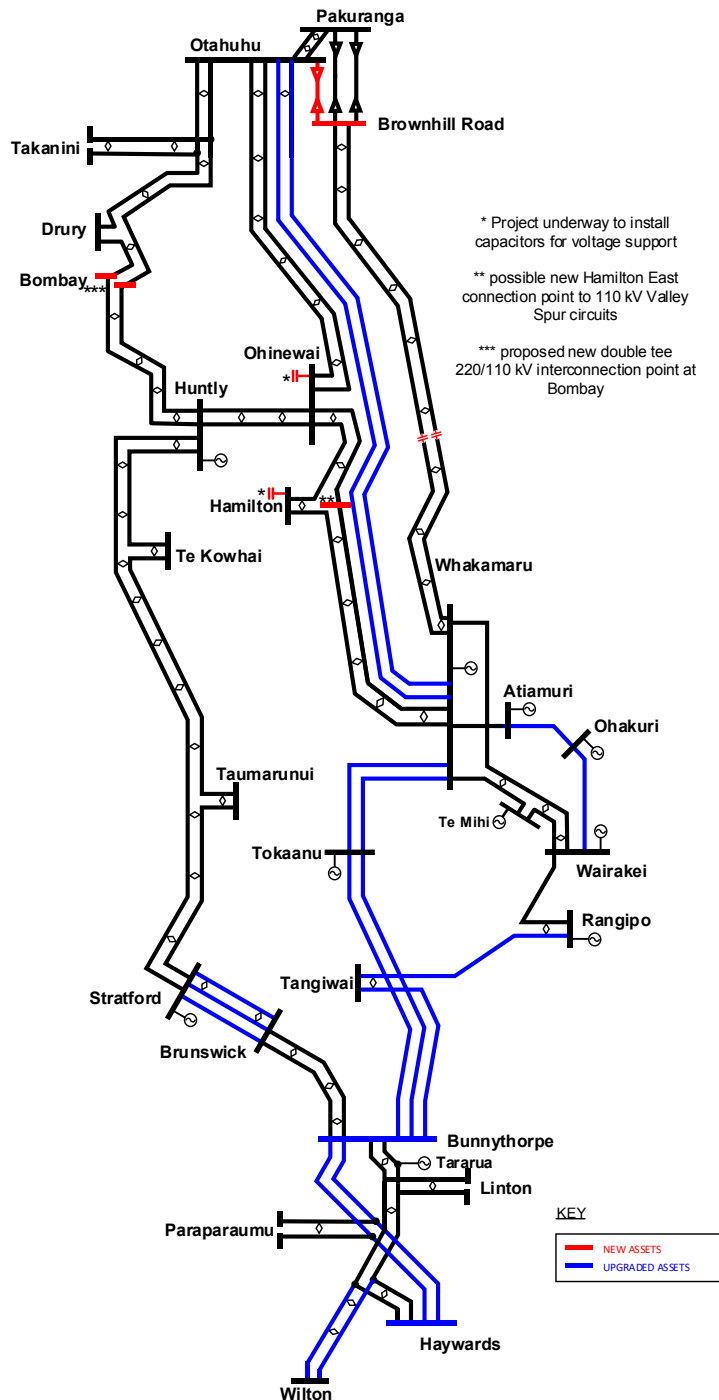 Pakuranga
Otahuhu
Brownhill Road
Takanini
* Project underway to install
capacitors for voltage support
Drury
** possible new Hamilton East
connection point to 110 kV Valley
Spur circuits
Bombay
***
*** proposed new double tee
220/110 kV interconnection point at
Bombay
Ohinewai
*
Huntly
*
**
Hamilton
Te Kowhai
Whakamaru
Atiamuri
Ohakuri
Taumarunui
Te Mihi
Tokaanu
Wairakei
Rangipo
Tangiwai
Stratford
Brunswick
Bunnythorpe
Tararua
Linton
KEY
Paraparaumu
NEW ASSETS
UPGRADED ASSETS
Haywards
Wilton